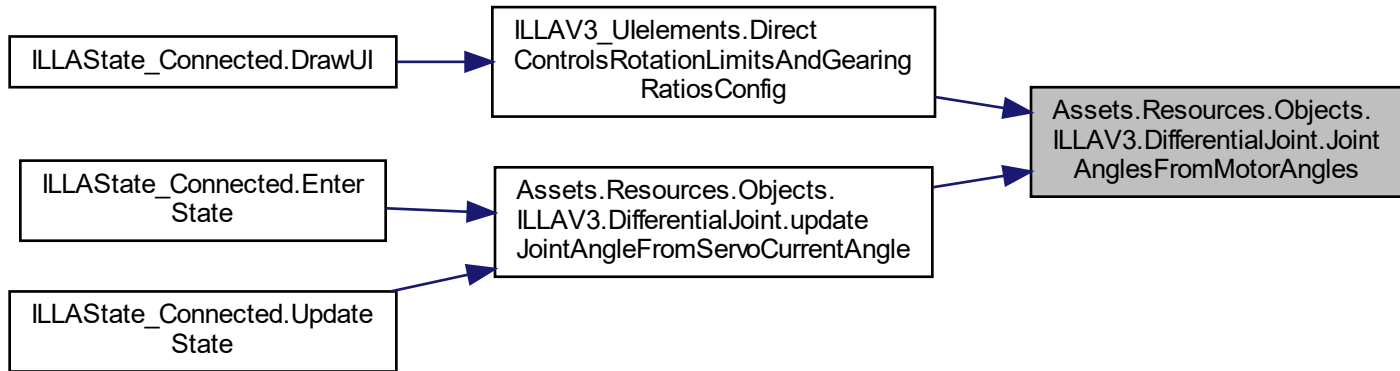 ILLAState_Connected.DrawUI
ILLAV3_UIelements.Direct
ControlsRotationLimitsAndGearing
RatiosConfig
Assets.Resources.Objects.
ILLAV3.DifferentialJoint.Joint
AnglesFromMotorAngles
ILLAState_Connected.Enter
State
Assets.Resources.Objects.
ILLAV3.DifferentialJoint.update
JointAngleFromServoCurrentAngle
ILLAState_Connected.Update
State